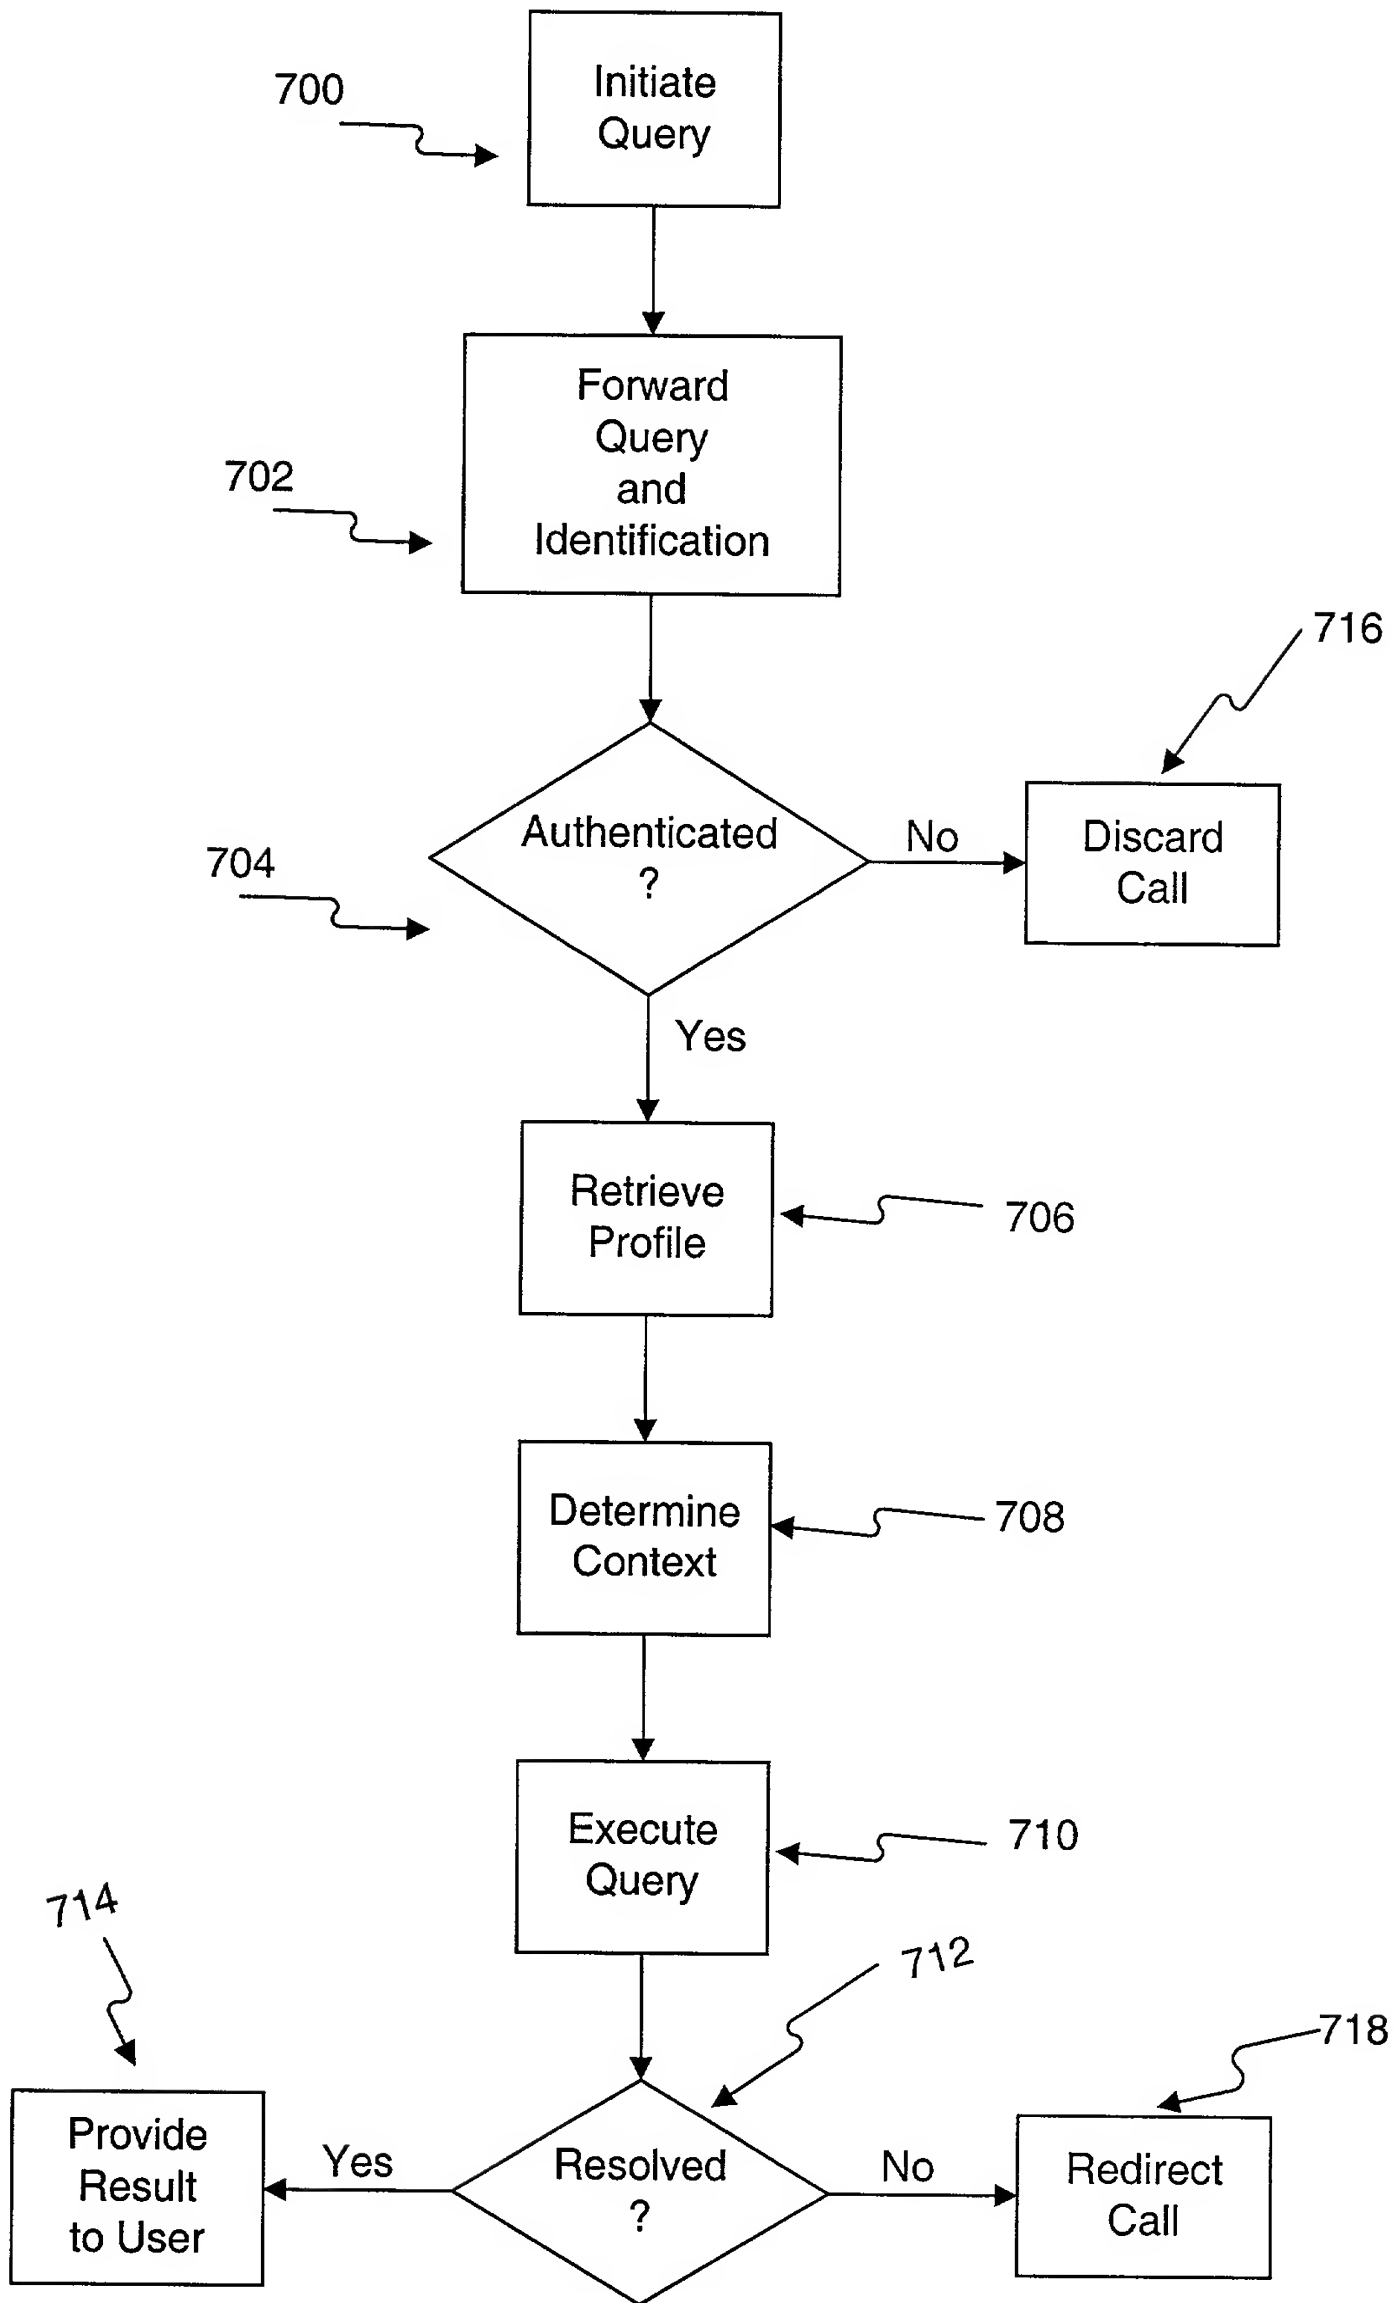 700
Initiate
Query
702
Forward
Query
and
Identification
716
704
Authenticated
?
No
Discard
Call
Yes
Retrieve
Profile
706
Determine
Context
708
Execute
Query
710
714
712
718
Provide
Result
to User
Yes
Resolved
?
No
Redirect
Call